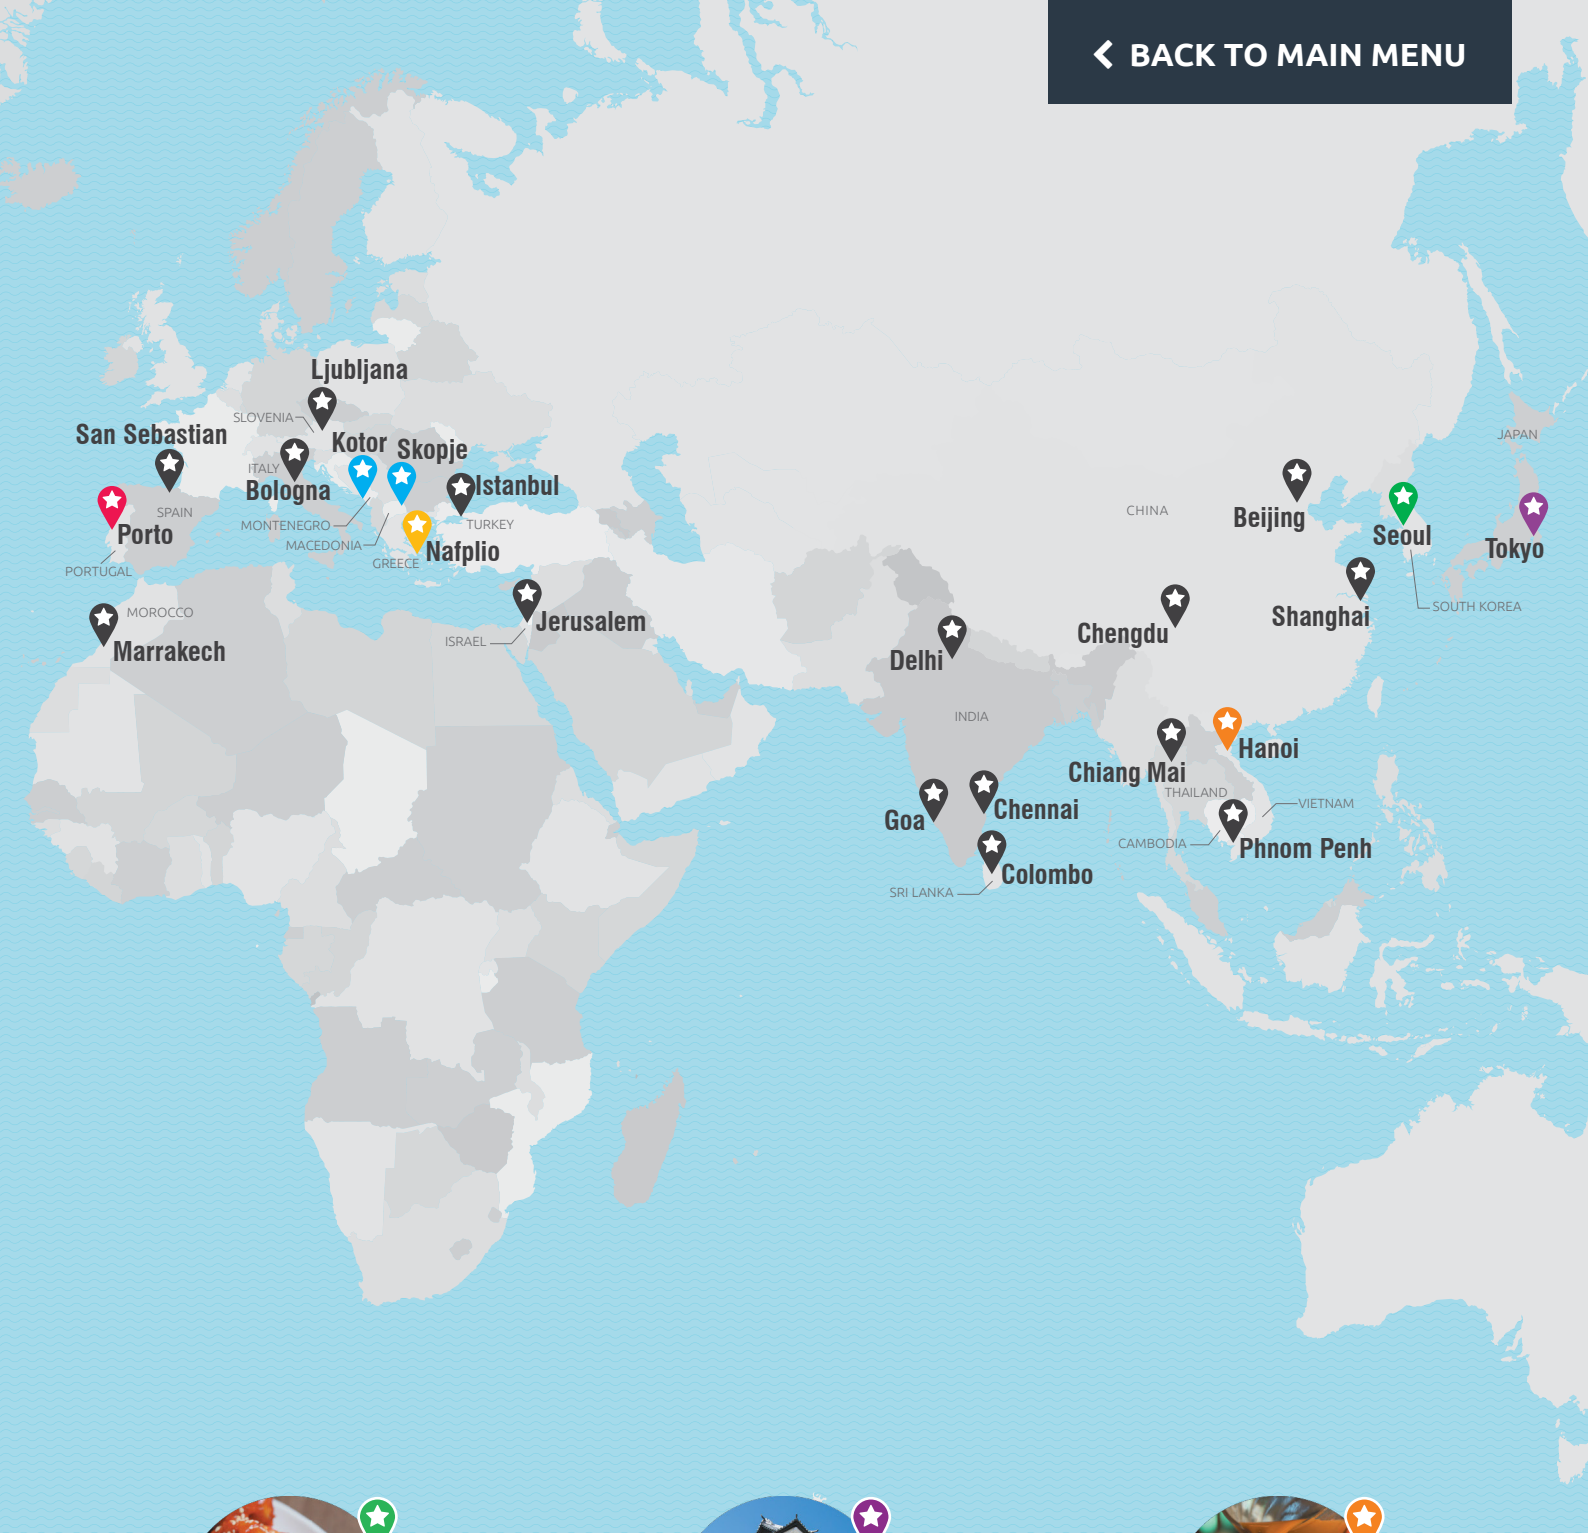 BACK TO MAIN MENU
Ljubljana
SLOVENIA
San Sebastian
Kotor
Skopje
ITALY
Bologna
Istanbul
SPAIN
Porto
MONTENEGRO
TURKEY
MACEDONIA
Nafplio
GREECE
PORTUGAL
MOROCCO
Marrakech
Jerusalem
ISRAEL
JAPAN
CHINA
Beijing
Seoul
Tokyo
SOUTH KOREA
Shanghai
Chengdu
Delhi
INDIA
Hanoi
Chiang Mai
THAILAND
VIETNAM
Goa
Chennai
CAMBODIA
Phnom Penh
Colombo
SRI LANKA